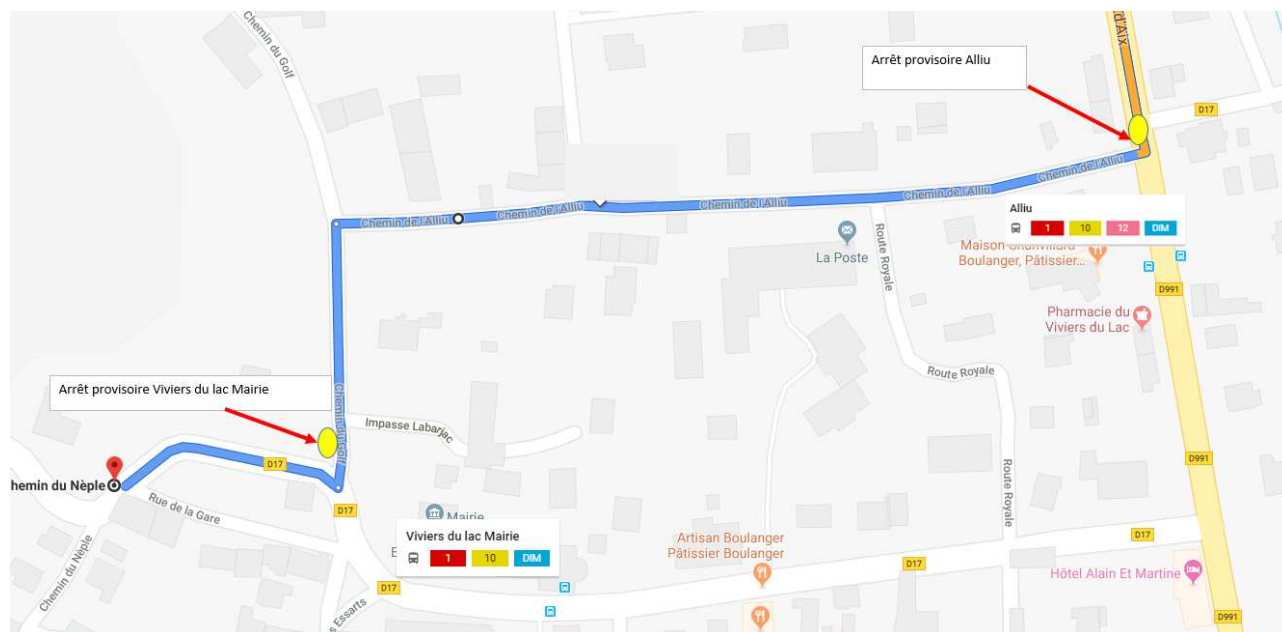 Chemin du Golf
d'Aix
Arrêt provisoire Alliu
D17
Chemin de l'Alliu
Chemin de l'Alliu
Chemin de l'Alliu
Chemin de l'Alliu
Chemin de l'Alliu
Alliu
1 10 12 DIM
La Poste
Route Royale
Boulanger, Pâtissier...
D991
Pharmacie du
Viviers du Lac
Route Royale
Arrêt provisoire Viviers du lac Mairie
Chemin du Golf
Impasse Labarjac
D17
hemin du Nèple
Rue de la Gare
D17
Mairie
Viviers du lac Mairie
1 10 DIM
Route Royale
D991
Artisan Boulanger
Pâtissier Boulanger
D17
D17
Hôtel Alain Et Martine
Chemin du Nèple
D17
s Essarts